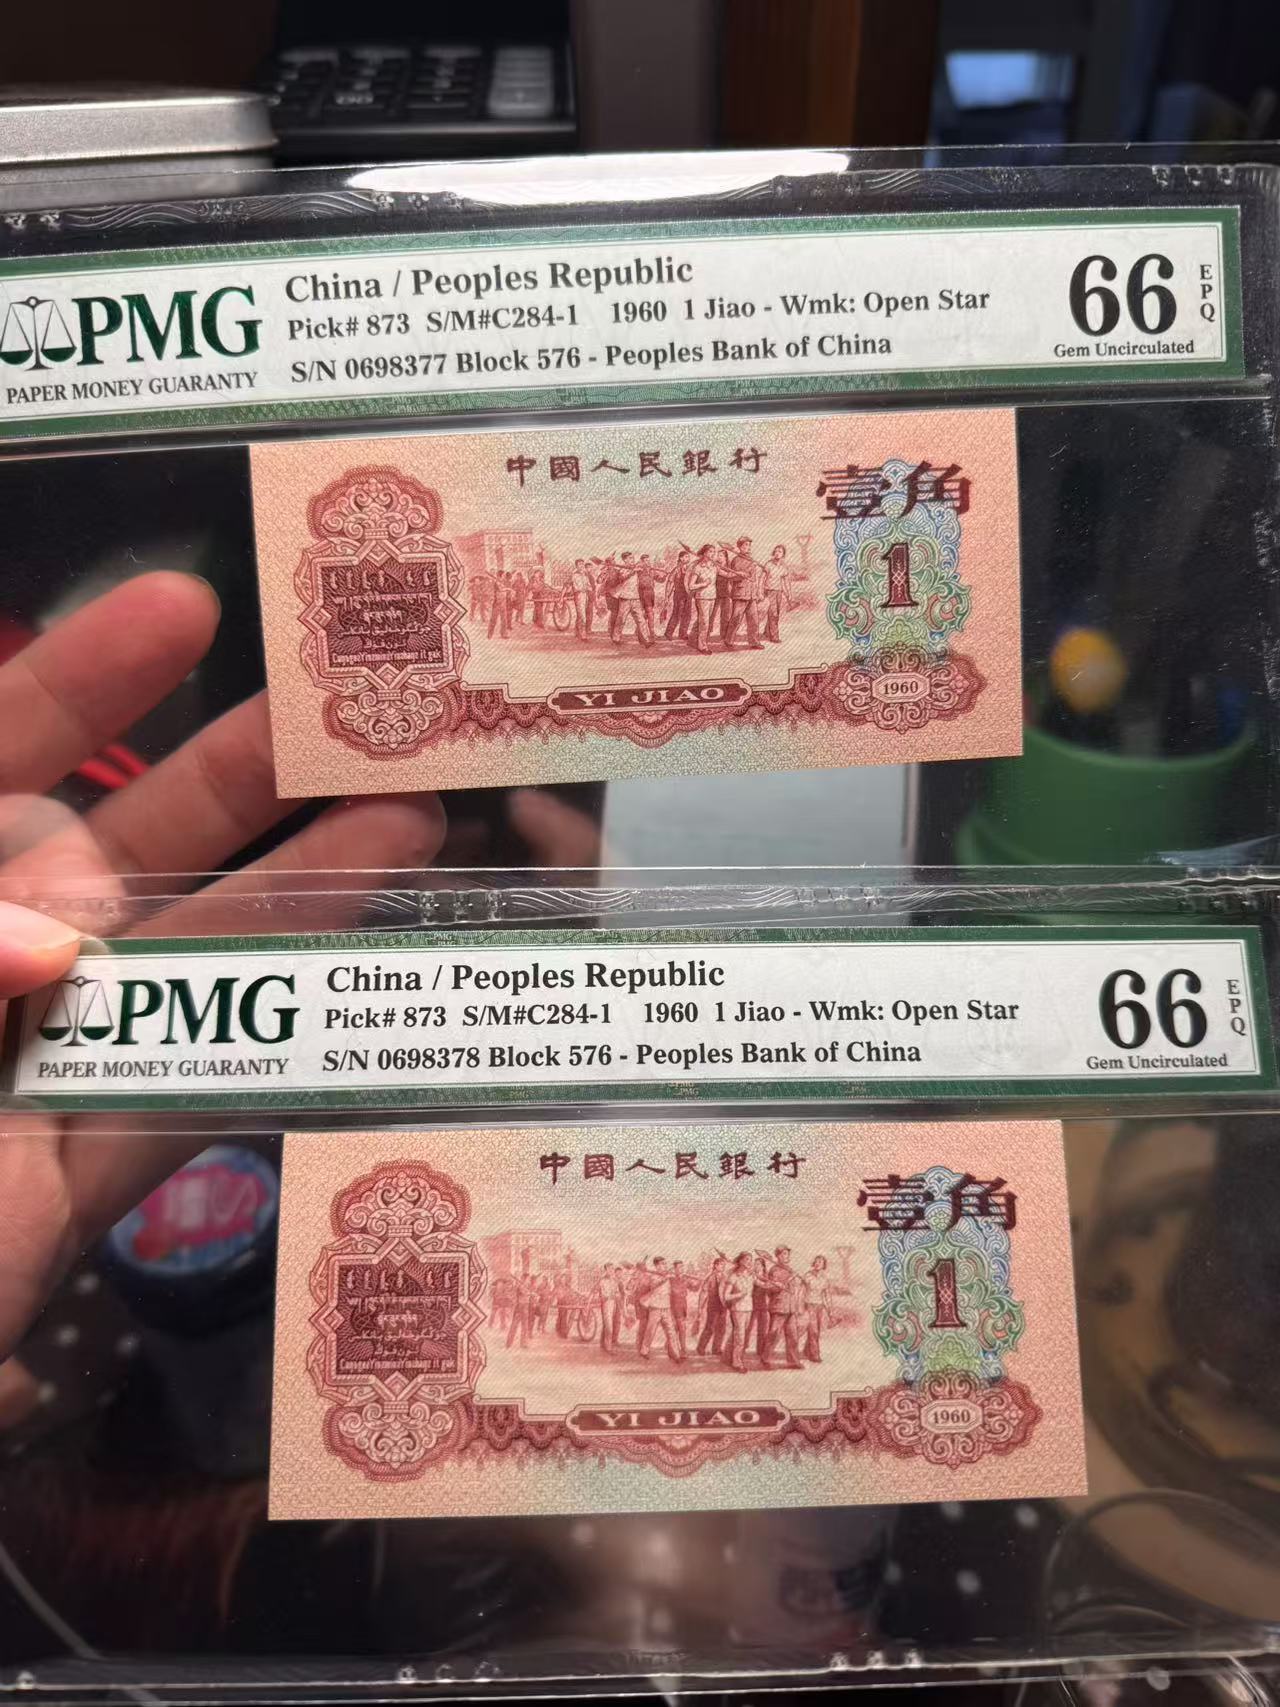 PMG
PAPER MONEY GUARANTY
China / Peoples Republic
Pick# 873 S/M#C284-1 1960 1 Jiao - Wmk: Open Star
S/N 0698377 Block 576 - Peoples Bank of China
66
EPQ
Gem Uncirculated
中國人民銀行
壹角
1
YI JIAO
1960
PMG
PAPER MONEY GUARANTY
China / Peoples Republic
Pick# 873 S/M#C284-1 1960 1 Jiao - Wmk: Open Star
S/N 0698378 Block 576 - Peoples Bank of China
66
EPQ
Gem Uncirculated
中國人民銀行
壹角
1
YI JIAO
1960